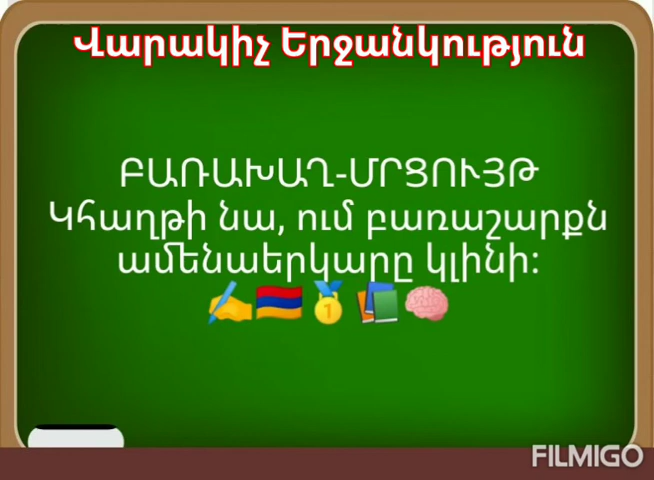 Վարակիչ Երջանկություն
ԲԱՌԱԽԱՂ-ՄՐՑՈՒՅԹ
Կհաղթի նա, ում բառաշարքն
ամենաերկարը կլինի:
FILMIGO